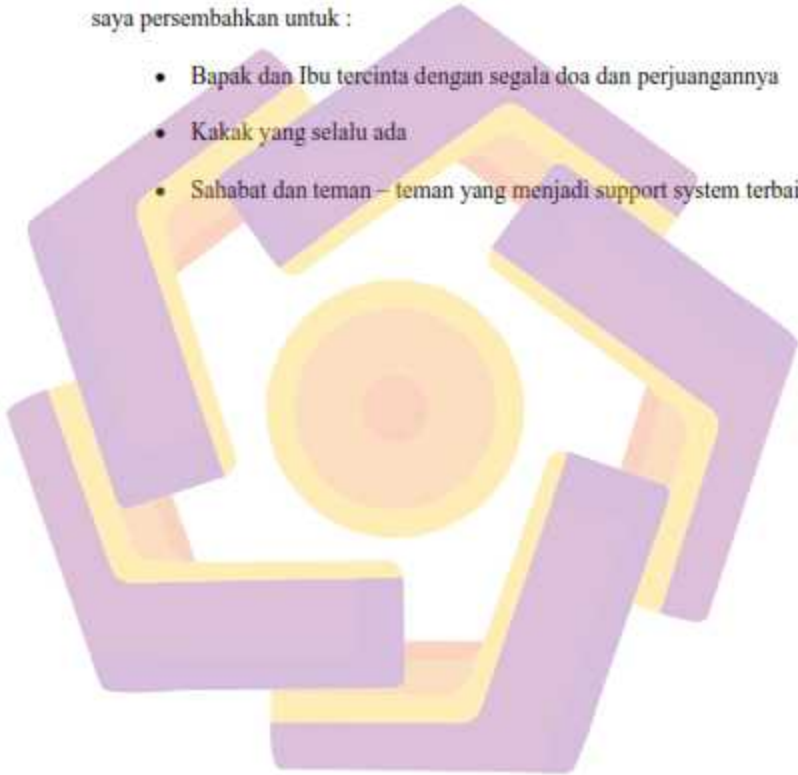 saya persembahkan untuk :
• Bapak dan Ibu tercinta dengan segala doa dan perjuangannya
• Kakak yang selalu ada
• Sahabat dan teman – teman yang menjadi support system